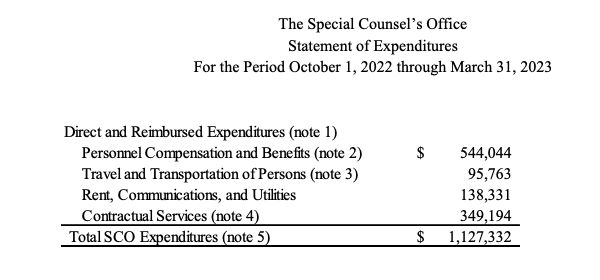 The Special Counsel's Office
Statement of Expenditures
For the Period October 1, 2022 through March 31, 2023
Direct and Reimbursed Expenditures (note 1)
Personnel Compensation and Benefits (note 2) $ 544,044
Travel and Transportation of Persons (note 3) 95,763
Rent, Communications, and Utilities 138,331
Contractual Services (note 4) 349,194
Total SCO Expenditures (note 5) $ 1,127,332